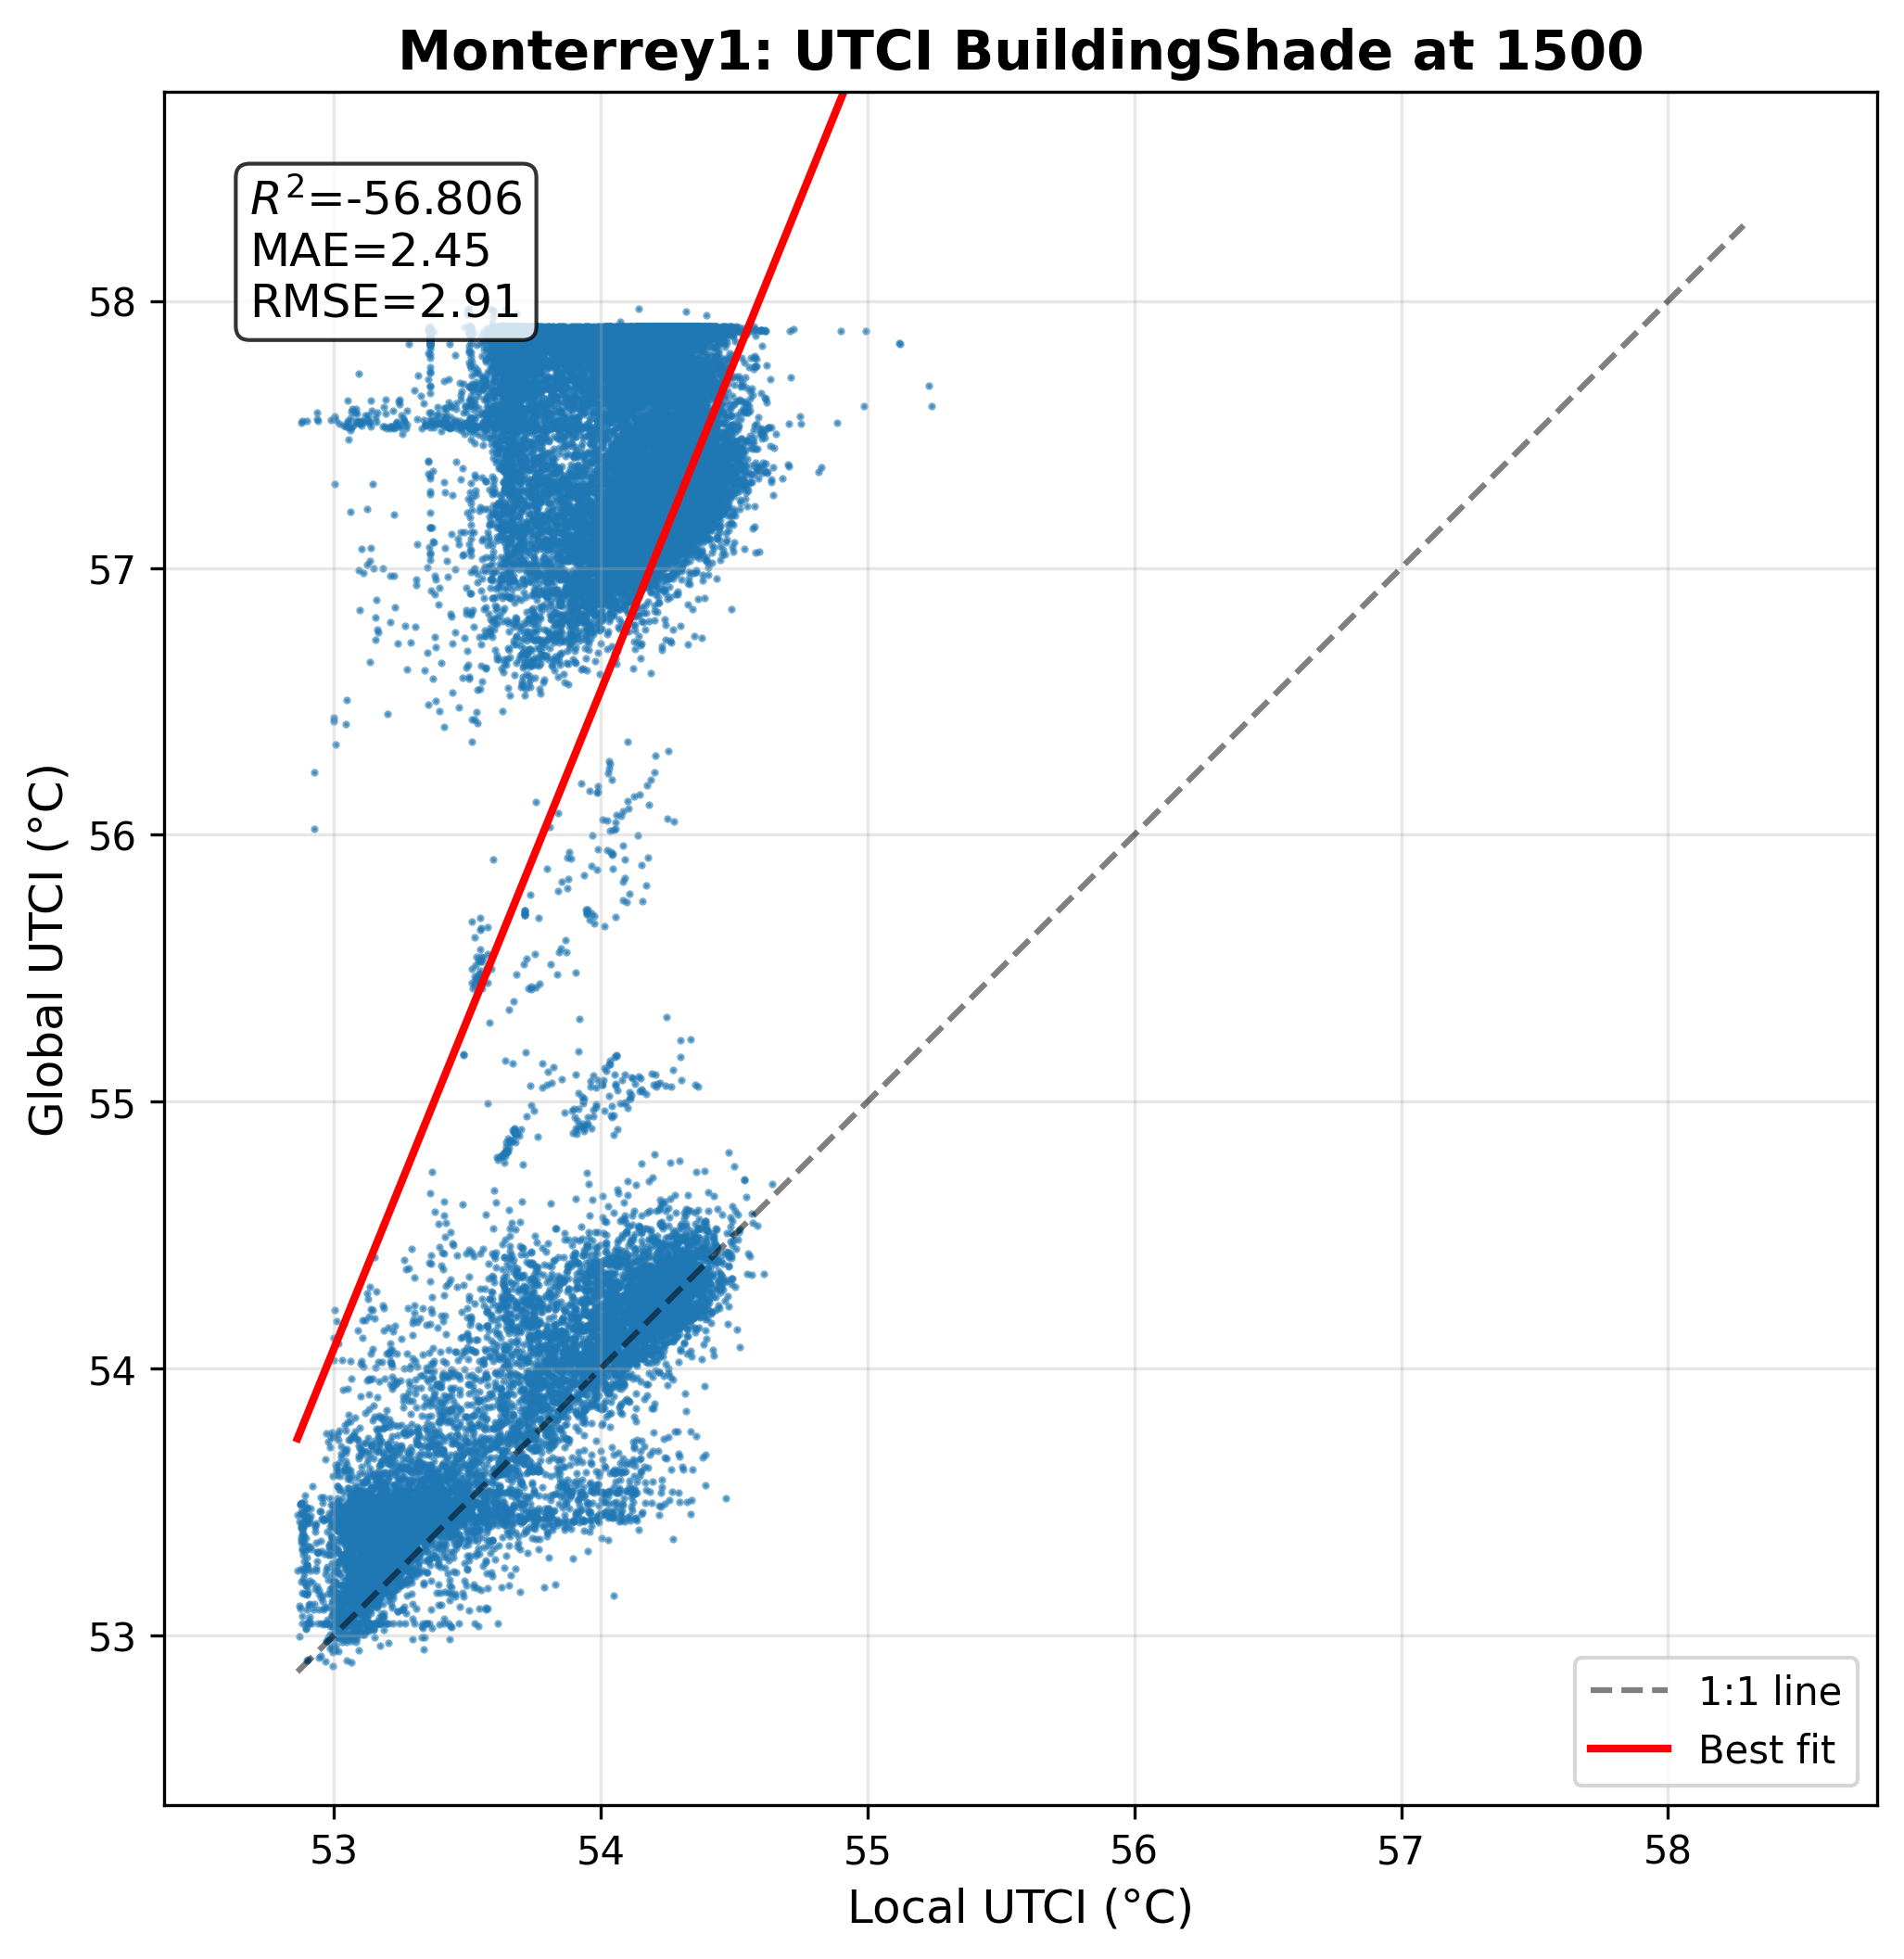 Monterrey1: UTCI BuildingShade at 1500
R²=-56.806
MAE=2.45
RMSE=2.91
58
57
56
55
54
53
Global UTCI (°C)
53 54 55 56 57 58
Local UTCI (°C)
1:1 line
Best fit